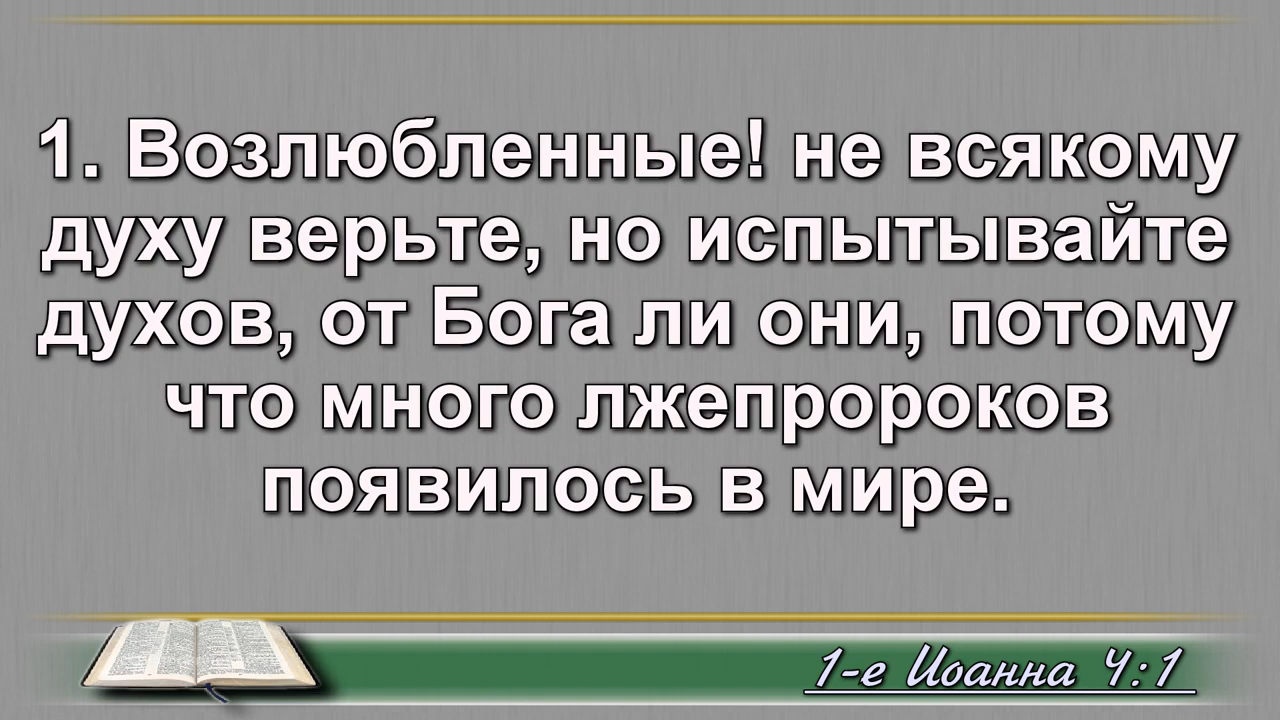 1. Возлюбленные! не всякому
духу верьте, но испытывайте
духов, от Бога ли они, потому
что много лжепророков
появилось в мире.
1-е Иоанна 4:1